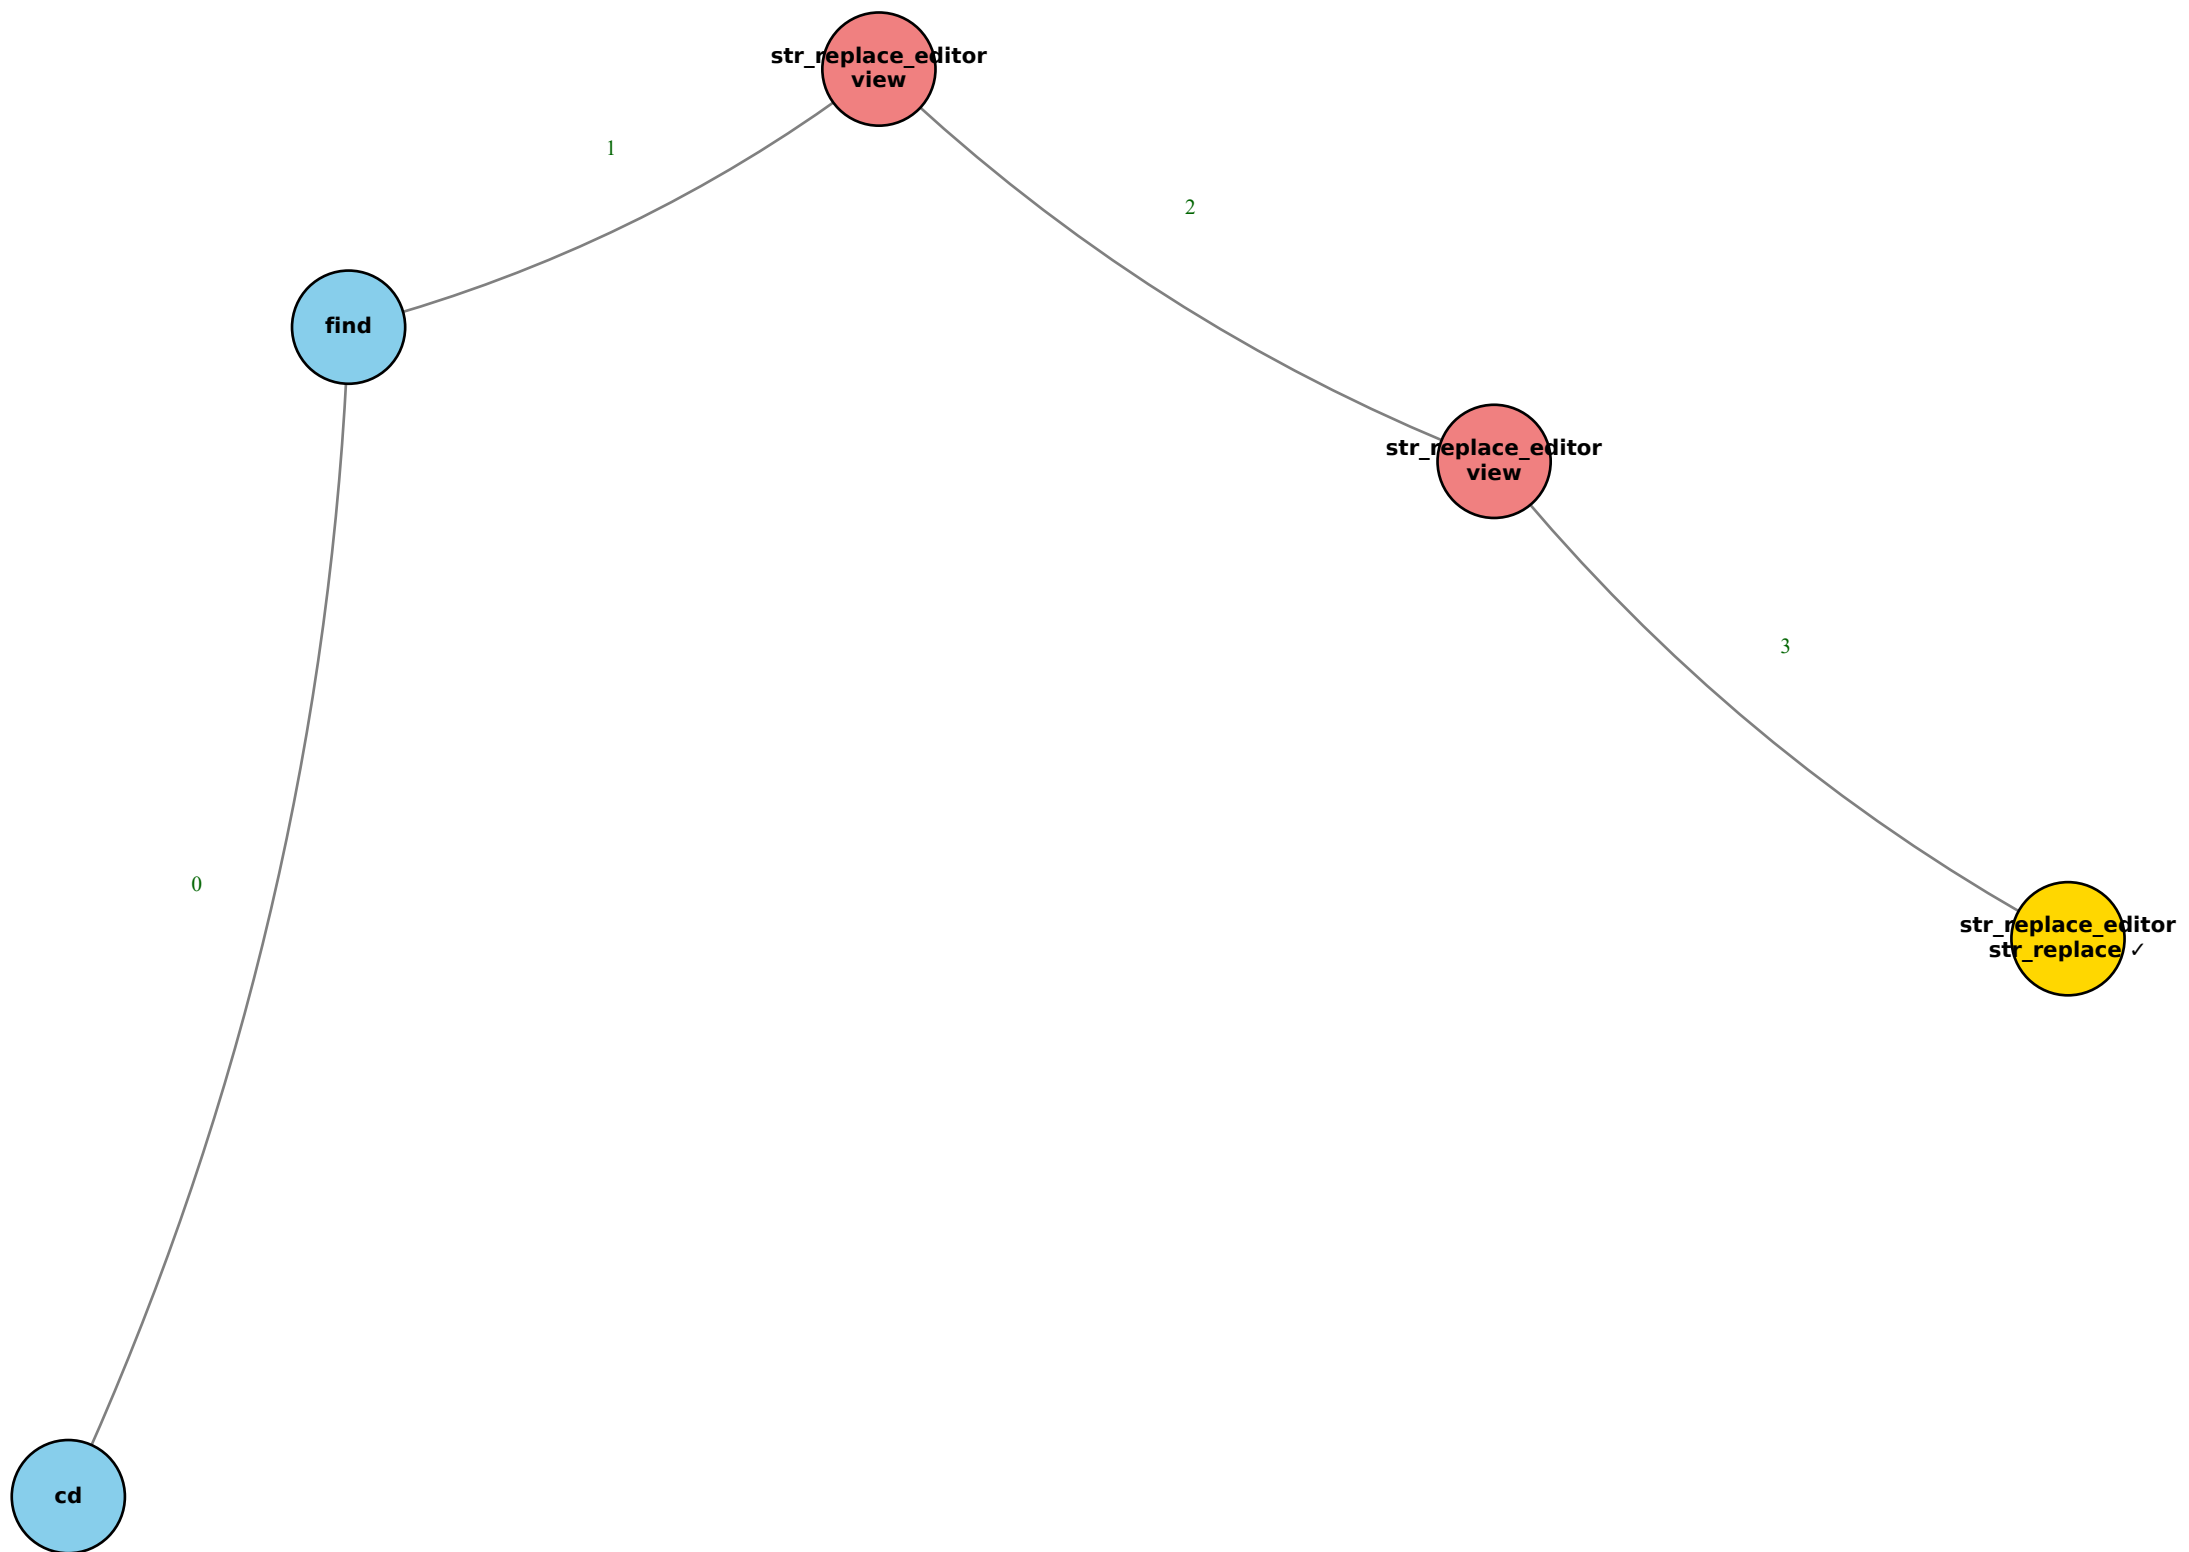 str_replace_editor
view
1
2
find
str_replace_editor
view
3
0
str_replace_editor
str_replace ✓
cd